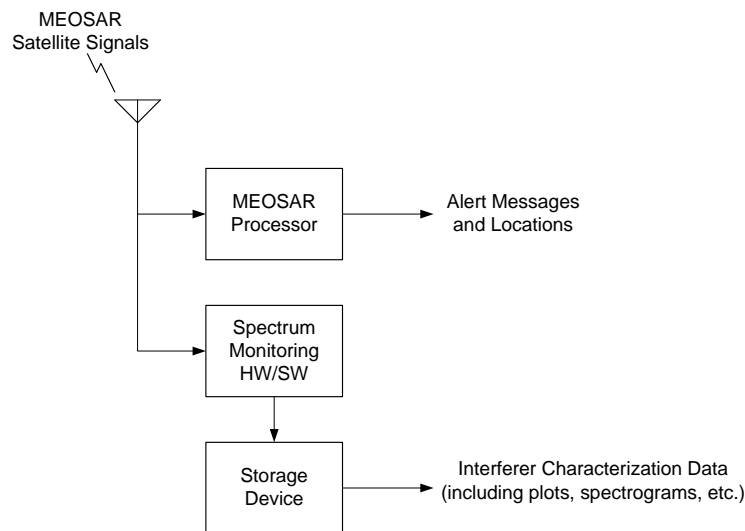 MEOSAR
Satellite Signals
MEOSAR
Processor
Alert Messages
and Locations
Spectrum
Monitoring
HW/SW
Storage
Device
Interferer Characterization Data
(including plots, spectrograms, etc.)